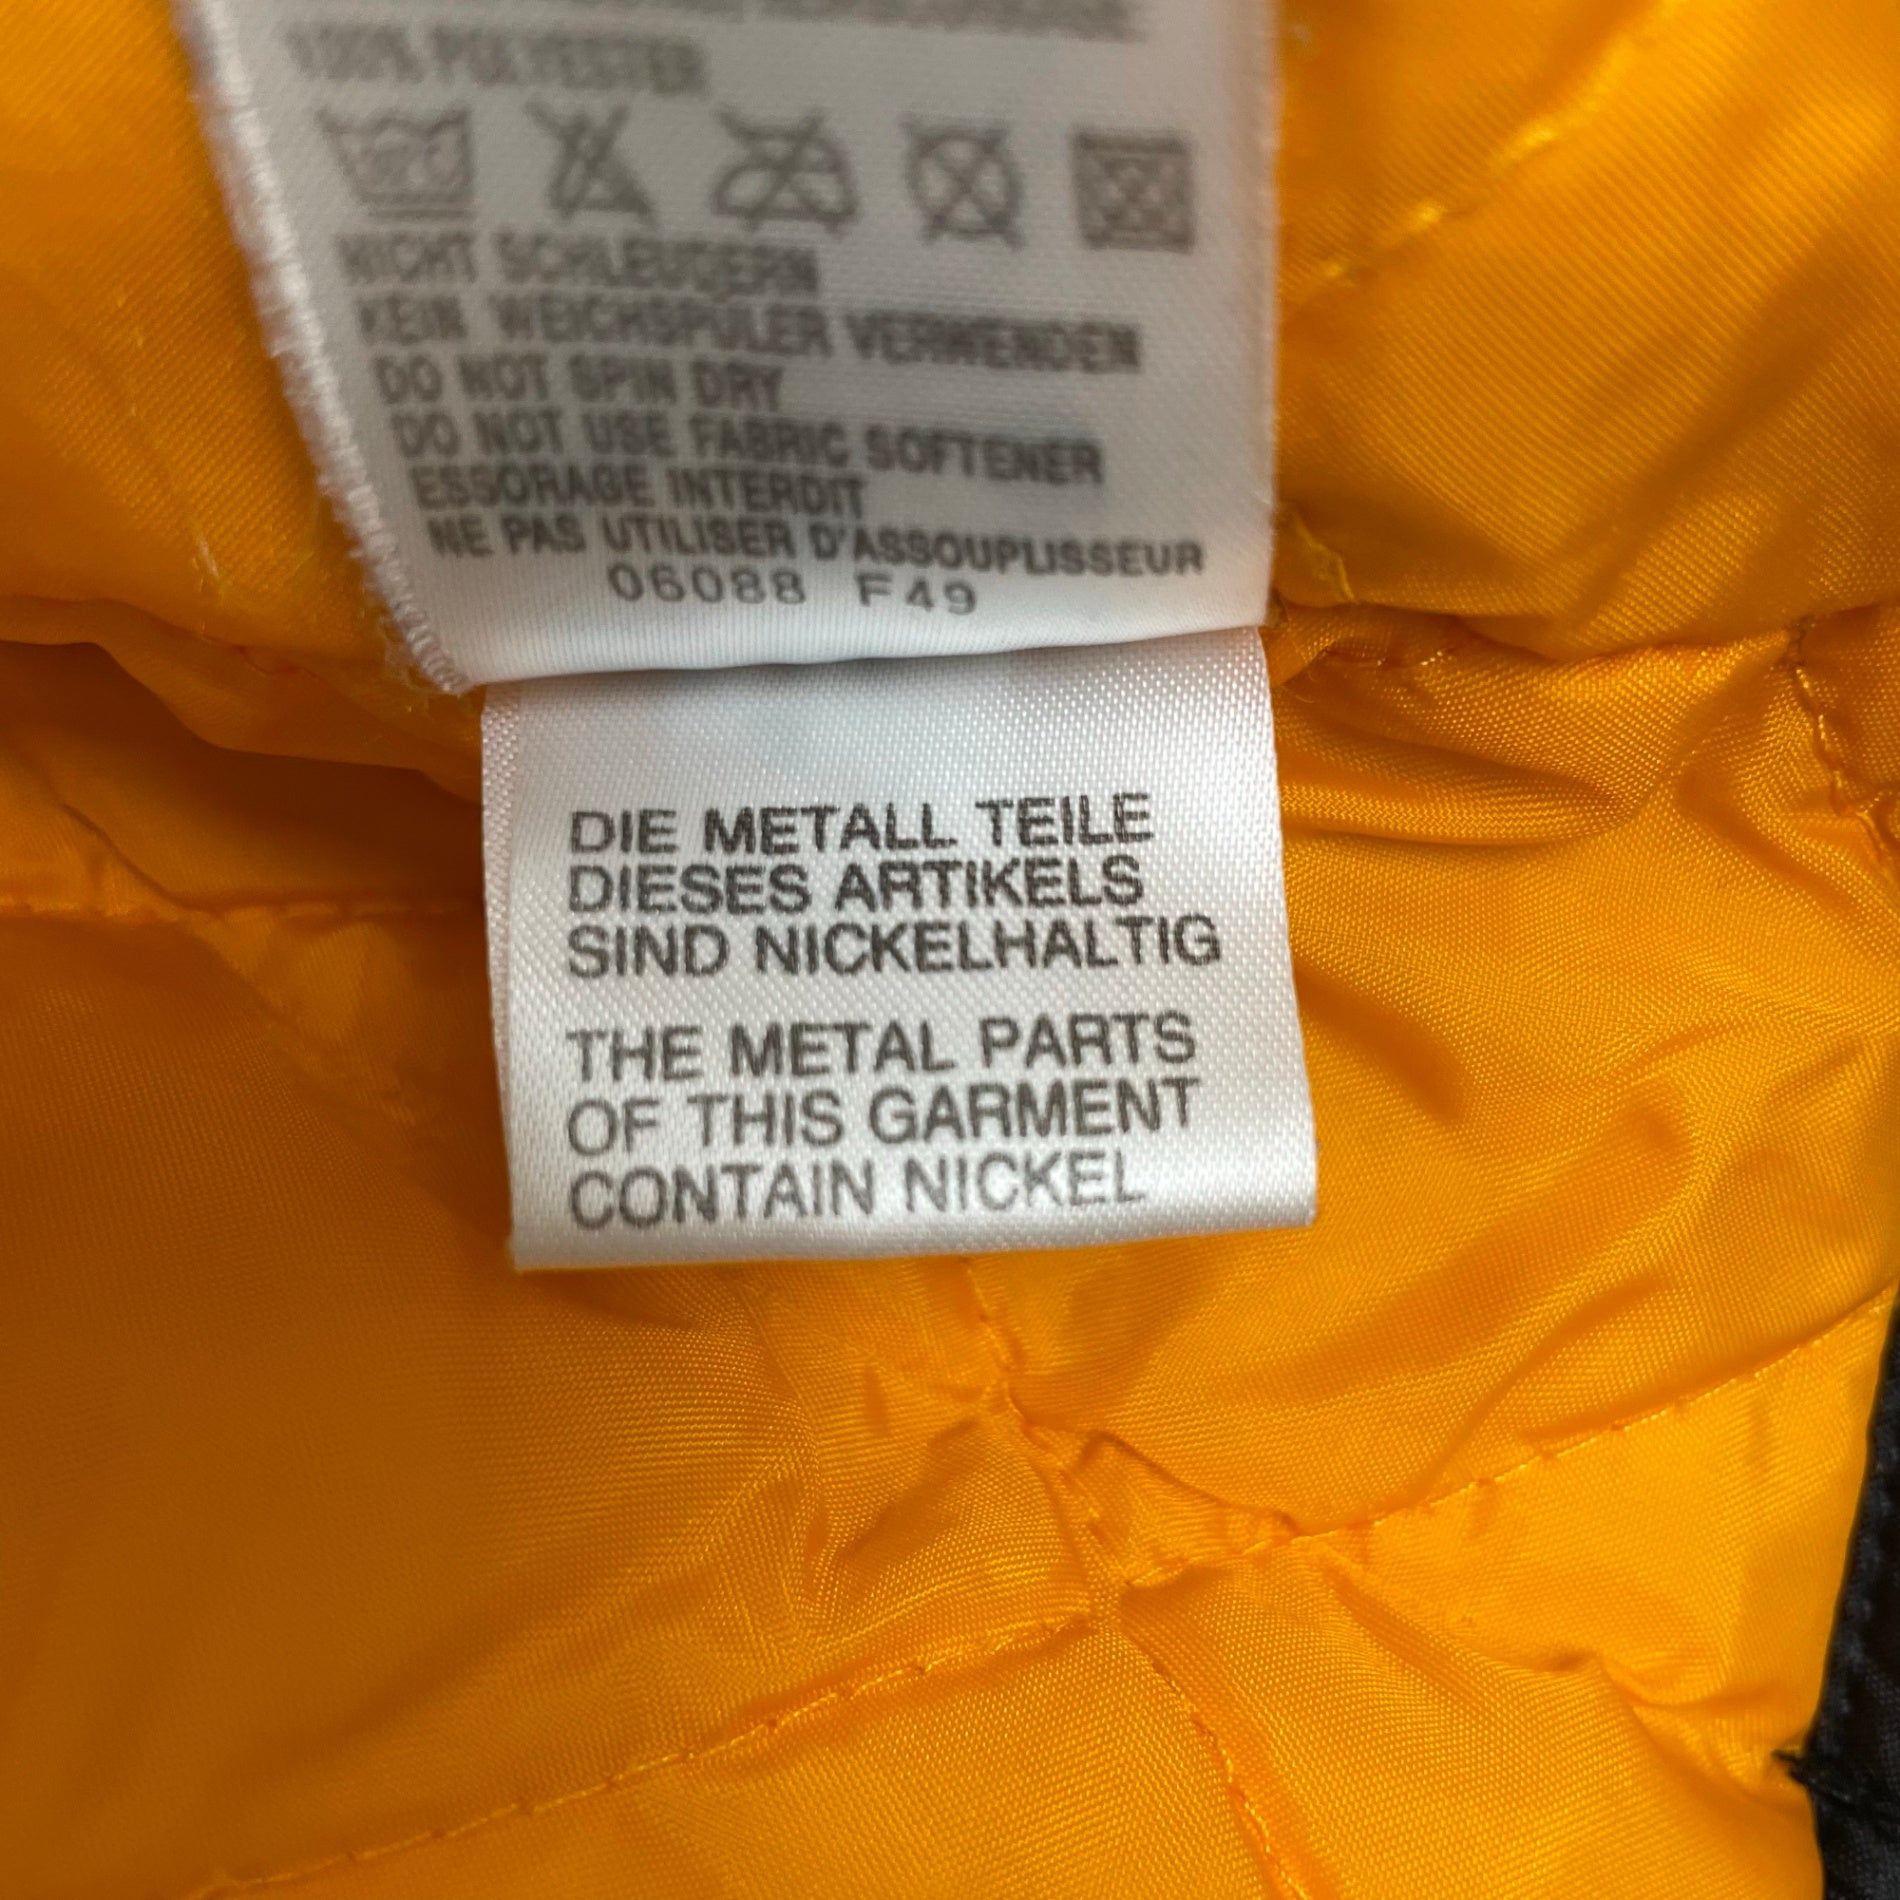 100% POLYESTER
NICHT SCHLEUDERN
KEIN WEICHSPÜLER VERWENDEN
DO NOT SPIN DRY
DO NOT USE FABRIC SOFTENER
ESSORAGE INTERDIT
NE PAS UTILISER D'ASSOUPLISSEUR
06088 F49
DIE METALL TEILE
DIESES ARTIKELS
SIND NICKELHALTIG
THE METAL PARTS
OF THIS GARMENT
CONTAIN NICKEL